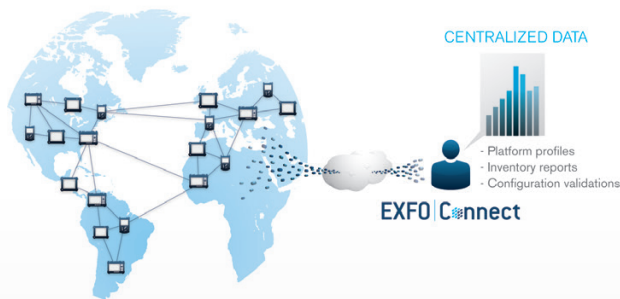 CENTRALIZED DATA
- Platform profiles
- Inventory reports
- Configuration validations
EXFO | Connect